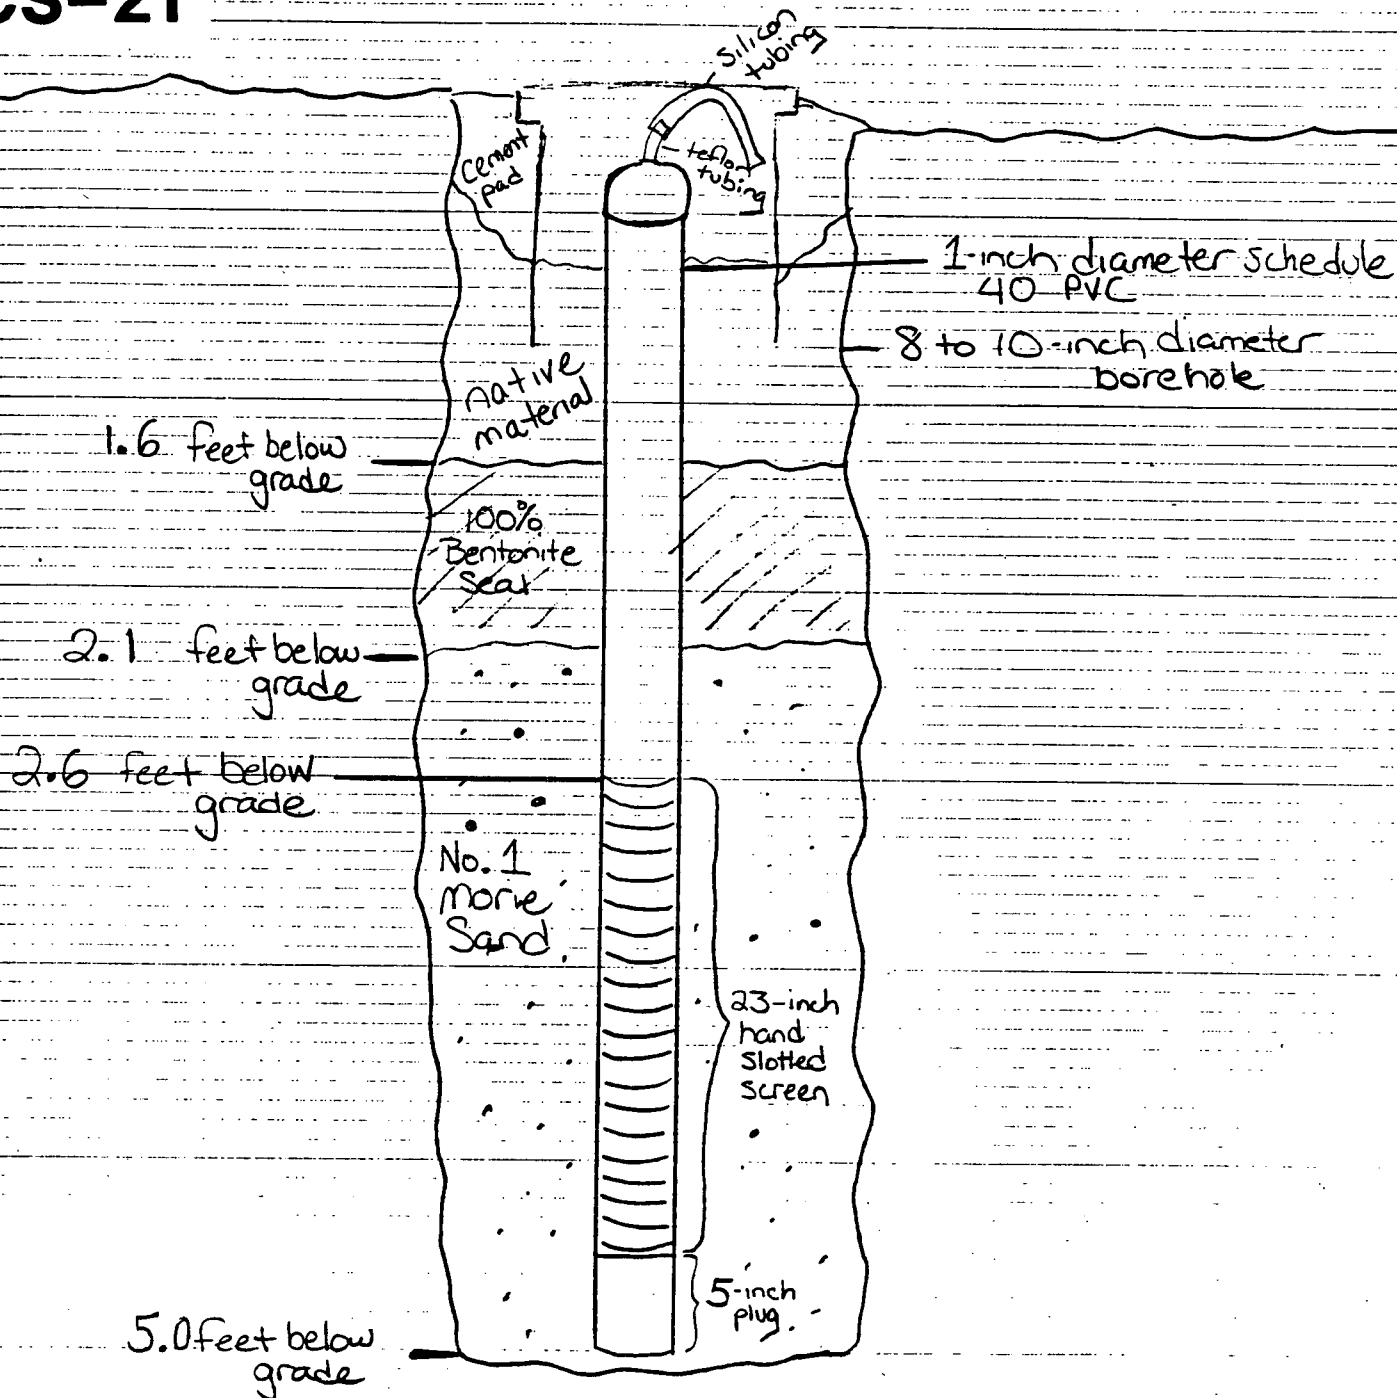 CS-21
silicon
tubing
teflon
tubing
Cement
pad
1-inch diameter schedule
40 PVC
8 to 10-inch diameter
borehole
native
material
1.6 feet below
grade
100%
Bentonite
Seal
2.1 feet below
grade
2.6 feet below
grade
No. 1
morie
Sand
23-inch
hand
slotted
screen
5-inch
plug.
5.0 feet below
grade